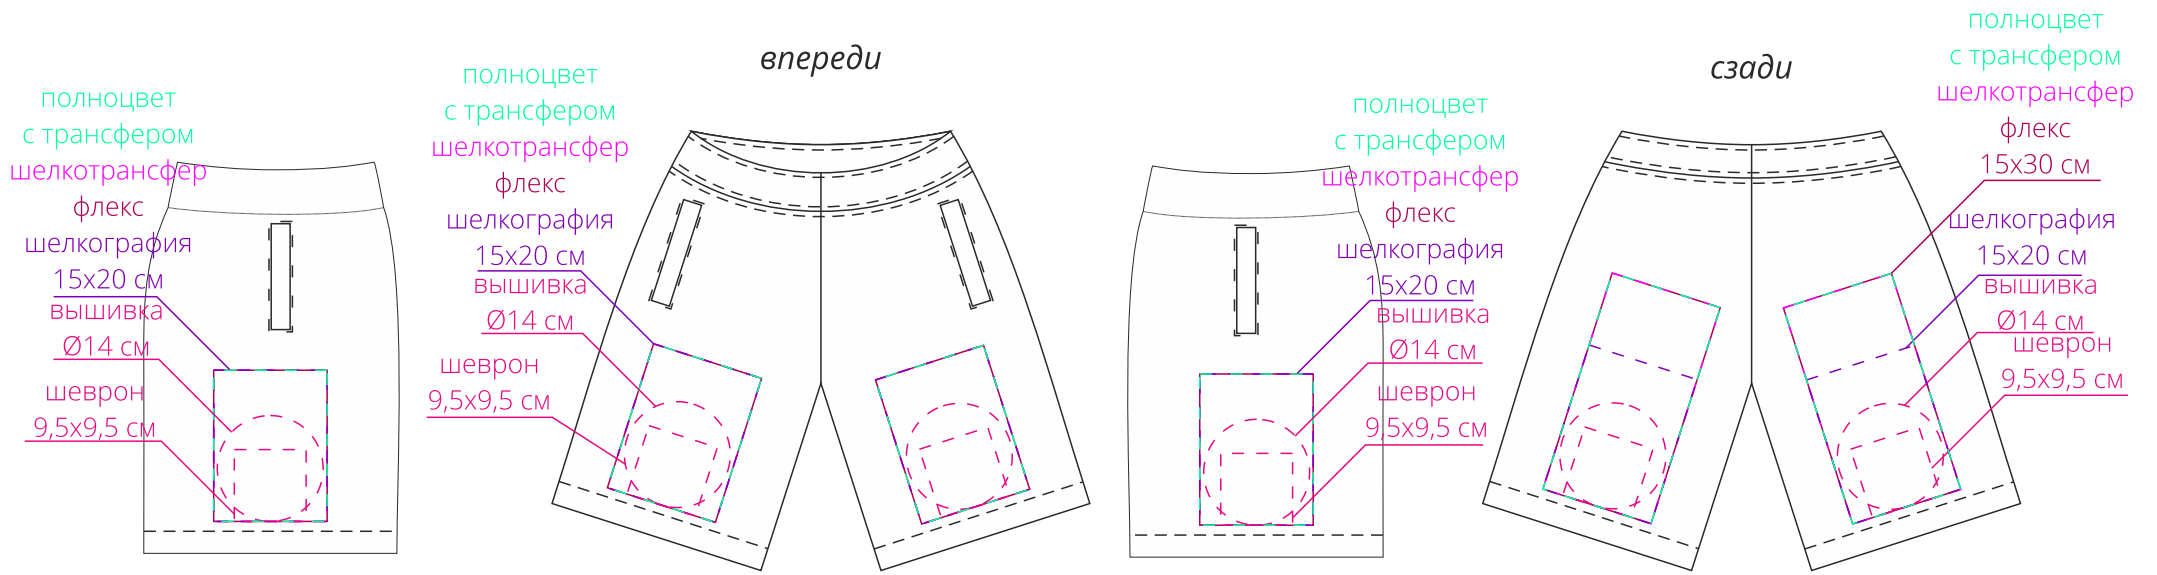 полноцвет
с трансфером
шелкотрансфер
флекс
шелкография
15х20 см
вышивка
Ø14 см
шеврон
9,5х9,5 см
впереди
полноцвет
с трансфером
шелкотрансфер
флекс
шелкография
15х20 см
вышивка
Ø14 см
шеврон
9,5х9,5 см
полноцвет
с трансфером
шелкотрансфер
флекс
шелкография
15х20 см
вышивка
Ø14 см
шеврон
9,5х9,5 см
сзади
полноцвет
с трансфером
шелкотрансфер
флекс
15х30 см
шелкография
15х20 см
вышивка
Ø14 см
шеврон
9,5х9,5 см